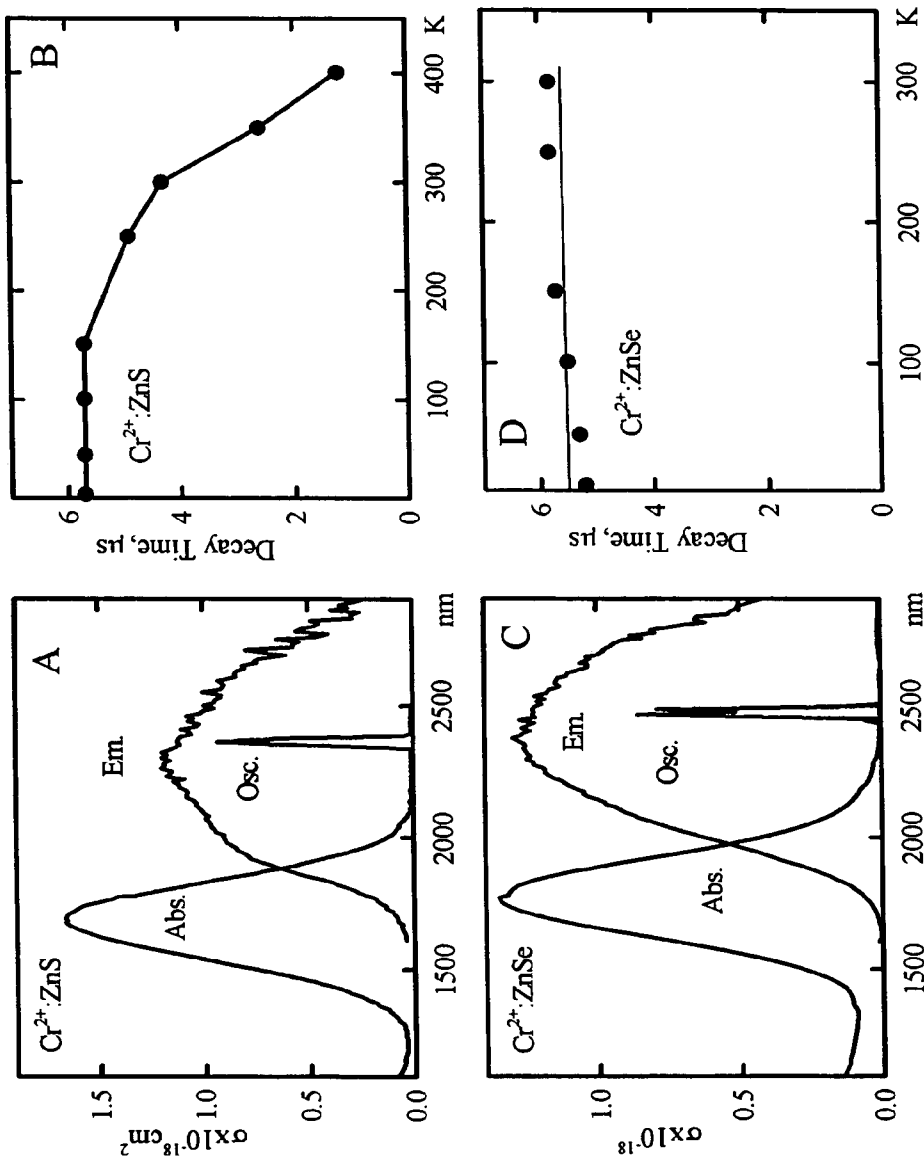 A
Cr²⁺:ZnS
Abs.
Em.
Osc.
σx10⁻¹⁸cm²
1.5
1.0
0.5
0.0
1500
2000
2500
nm
B
Cr²⁺:ZnS
Decay Time, μs
6
4
2
0
100
200
300
400
K
C
Cr²⁺:ZnSe
Abs.
Em.
Osc.
σx10⁻¹⁸
1.0
0.5
0.0
1500
2000
2500
nm
D
Cr²⁺:ZnSe
Decay Time, μs
6
4
2
0
100
200
300
K